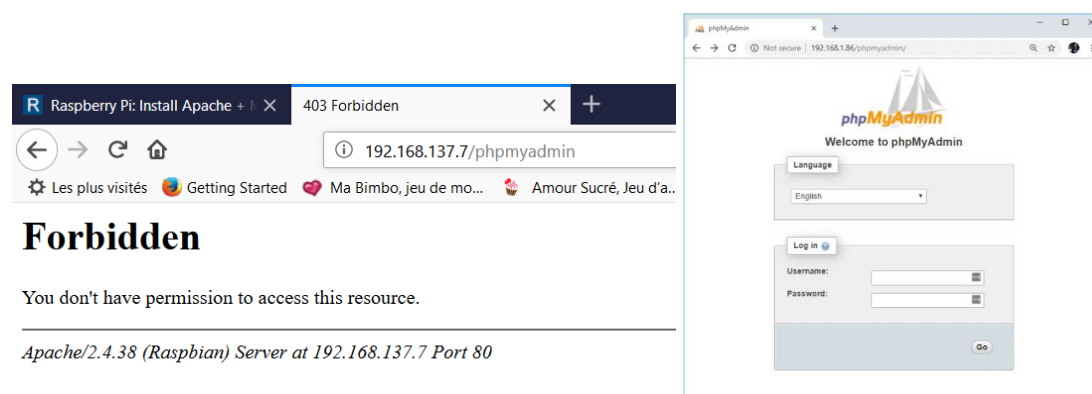 Raspberry Pi: Install Apache +
403 Forbidden
192.168.137.7/phpmyadmin
Les plus visités Getting Started Ma Bimbo, jeu de mo... Amour Sucré, Jeu d'a..
Forbidden
You don't have permission to access this resource.
Apache/2.4.38 (Raspbian) Server at 192.168.137.7 Port 80
phpMyAdmin
Not secure | 192.168.1.86/phpmyadmin/
phpMyAdmin
Welcome to phpMyAdmin
Language
English
Log in
Username:
Password:
Go